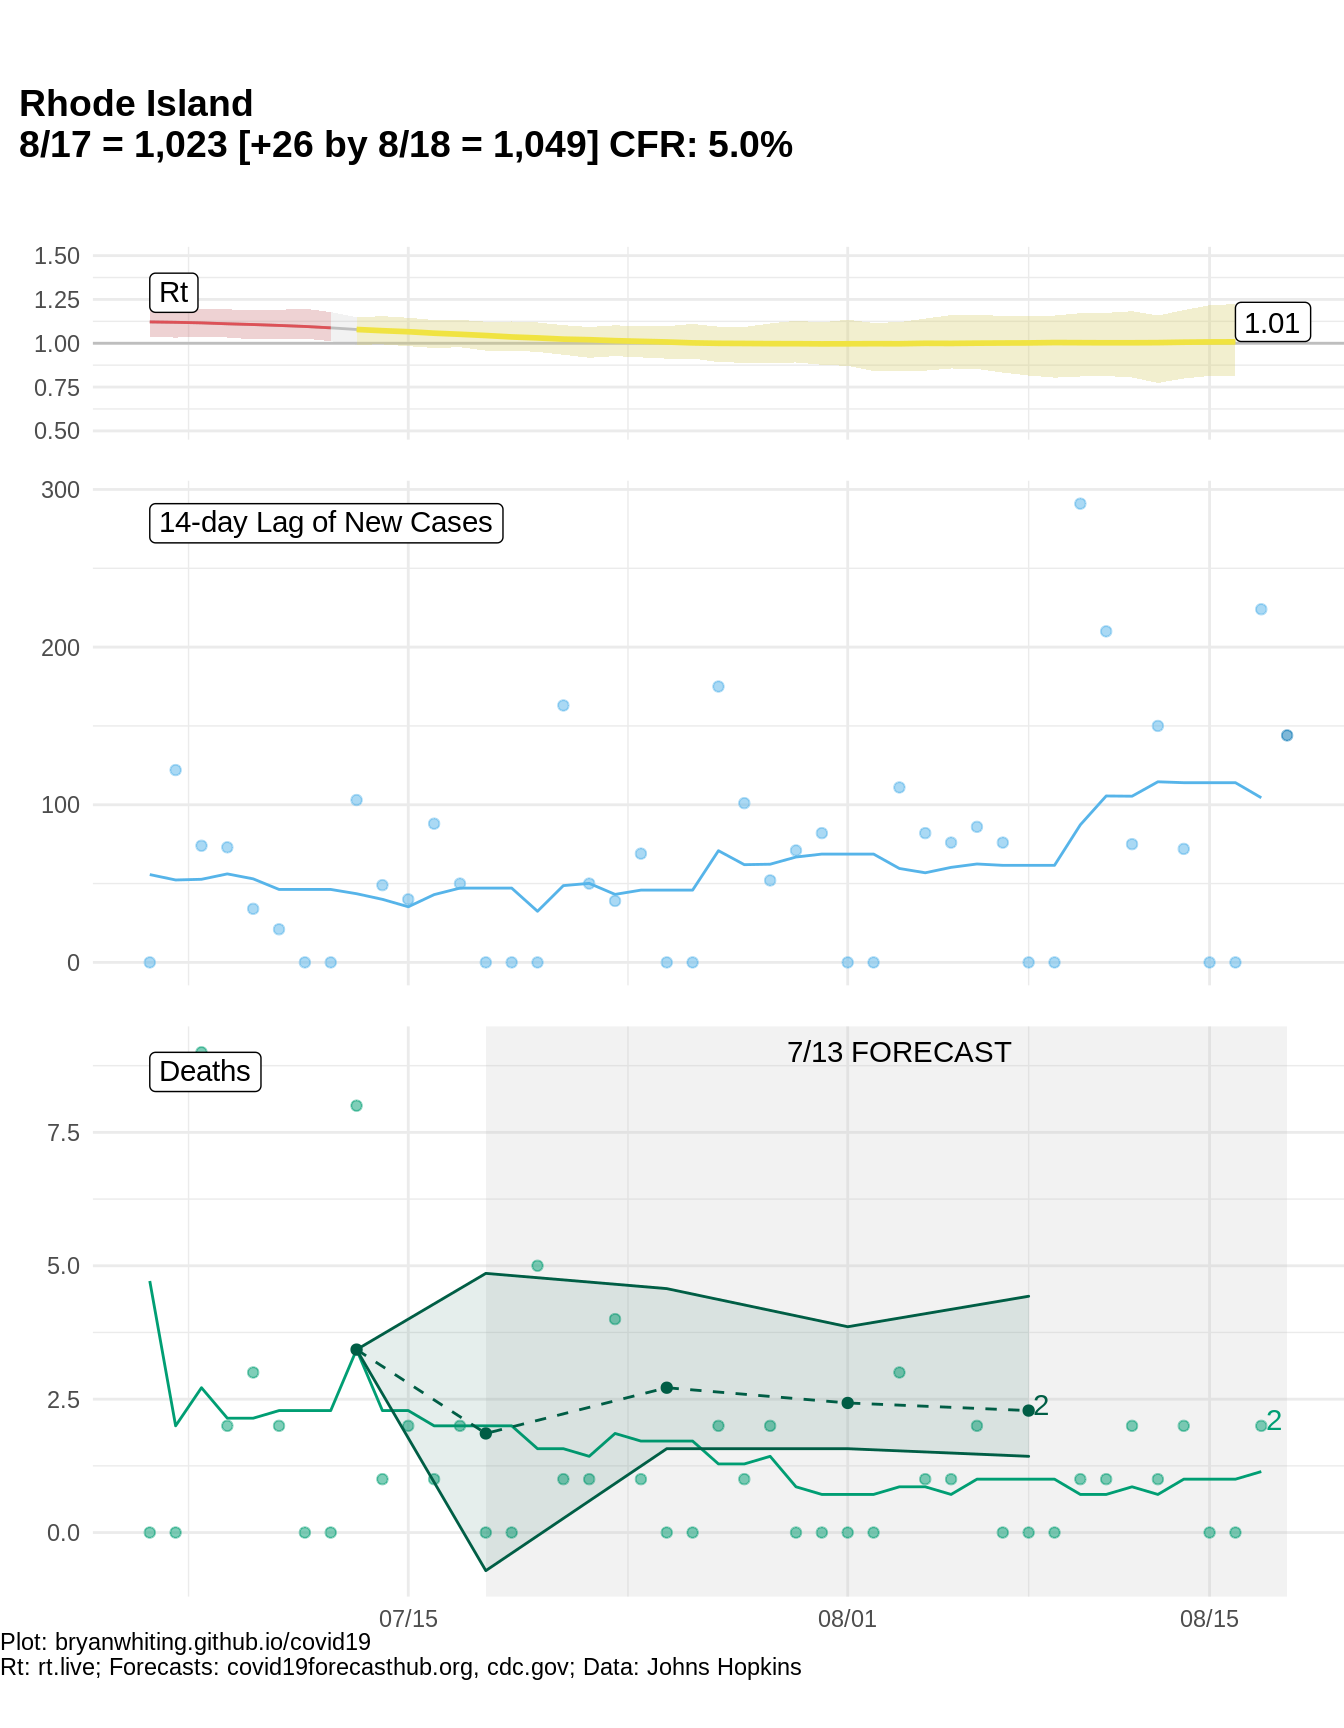 Rhode Island
8/17 = 1,023 [+26 by 8/18 = 1,049] CFR: 5.0%
1.50
1.25
1.00
0.75
0.50
Rt
1.01
300
200
100
0
14-day Lag of New Cases
7.5
5.0
2.5
0.0
Deaths
7/13 FORECAST
2
2
07/15
08/01
08/15
Plot: bryanwhiting.github.io/covid19
Rt: rt.live; Forecasts: covid19forecasthub.org, cdc.gov; Data: Johns Hopkins